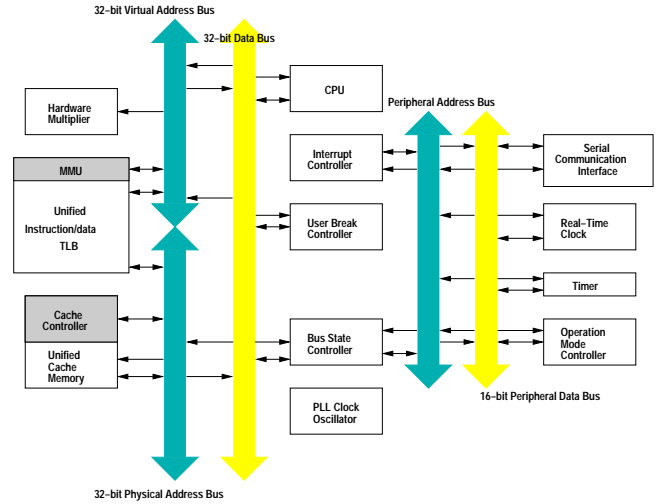 32–bit Virtual Address Bus
32–bit Data Bus
CPU
Hardware
Multiplier
Peripheral Address Bus
Interrupt
Controller
Serial
Communication
Interface
MMU
Unified
Instruction/data
TLB
User Break
Controller
Real–Time
Clock
Timer
Cache
Controller
Unified
Cache
Memory
Bus State
Controller
Operation
Mode
Controller
PLL Clock
Oscillator
16–bit Peripheral Data Bus
32–bit Physical Address Bus